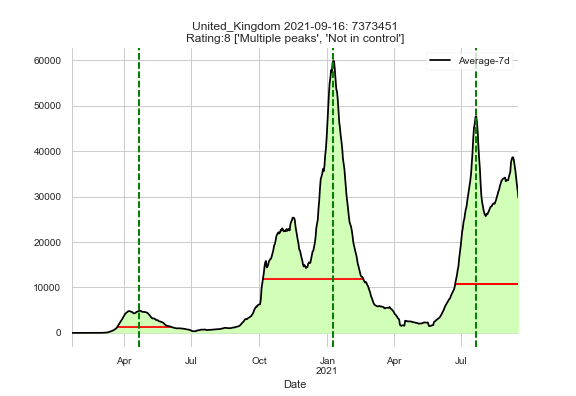 United_Kingdom 2021-09-16: 7373451
Rating:8 ['Multiple peaks', 'Not in control']
Average-7d
60000
50000
40000
30000
20000
10000
0
Apr Jul Oct Jan Apr Jul
2021
Date